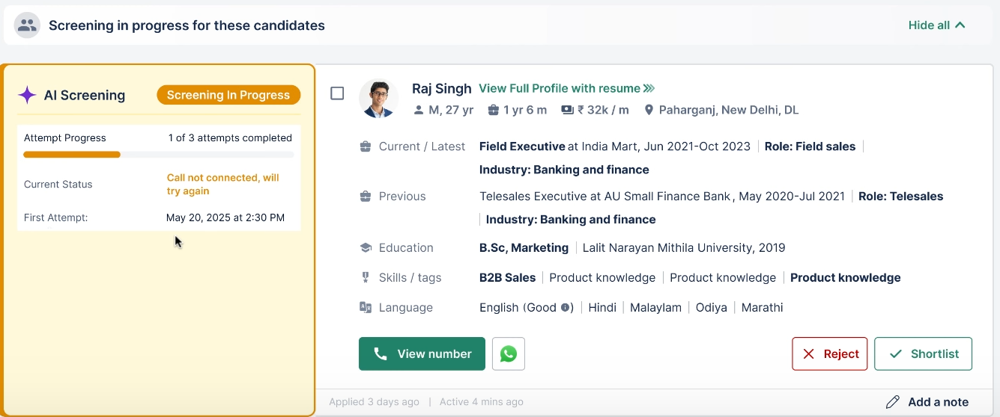 Screening in progress for these candidates
Hide all
AI Screening
Screening In Progress
Attempt Progress
1 of 3 attempts completed
Current Status
Call not connected, will
try again
First Attempt:
May 20, 2025 at 2:30 PM
Raj Singh View Full Profile with resume
M, 27 yr 1 yr 6 m ₹ 32k / m Paharganj, New Delhi, DL
Current / Latest Field Executive at India Mart, Jun 2021-Oct 2023 | Role: Field sales |
Industry: Banking and finance
Previous Telesales Executive at AU Small Finance Bank, May 2020-Jul 2021 | Role: Telesales
| Industry: Banking and finance
Education B.Sc, Marketing | Lalit Narayan Mithila University, 2019
Skills / tags B2B Sales | Product knowledge | Product knowledge | Product knowledge
Language English (Good ) | Hindi | Malaylam | Odiya | Marathi
View number
Reject
Shortlist
Applied 3 days ago | Active 4 mins ago
Add a note